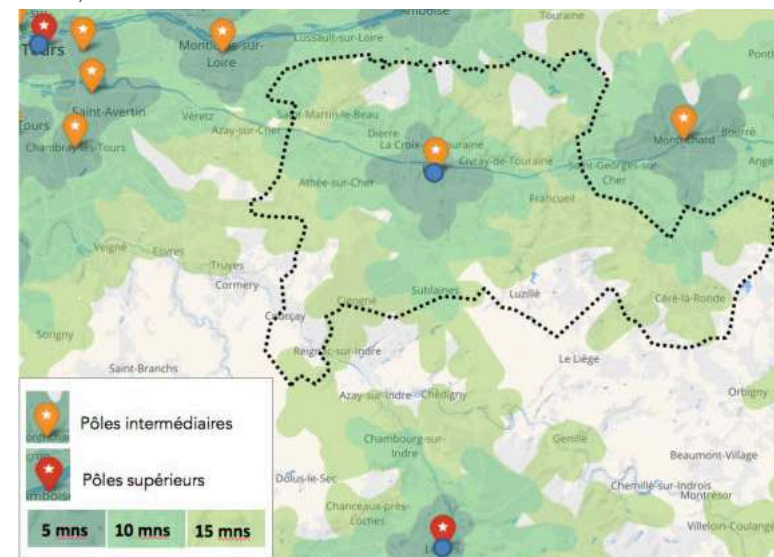 Amboise
Touraine
Tours
Montlouis-sur-
Loire
Lussault-sur-Loire
Saint-Avertin
Tours
Chambray-lès-Tours
Véretz
Azay-sur-Cher
Saint-Martin-le-Beau
Dierre
La Croix-en-Touraine
Civray-de-Touraine
Athée-sur-Cher
Francueil
Saint-Georges-sur-
Cher
Montrichard
Bourré
Veigné
Esvres
Truyes
Cormery
Courçay
Cigogné
Sublaines
Luzillé
Céré-la-Ronde
Sorigny
Saint-Branchs
Reignac-sur-Indre
Le Liège
Azay-sur-Indre
Chédigny
Orbigny
Chambourg-sur-
Indre
Genillé
Beaumont-Village
Dolus-le-Sec
Chemillé-sur-Indrois
Montrésor
Chanceaux-près-
Loches
Villeloin-Coulangé
Pôles intermédiaires
Pôles supérieurs
5 mns
10 mns
15 mns